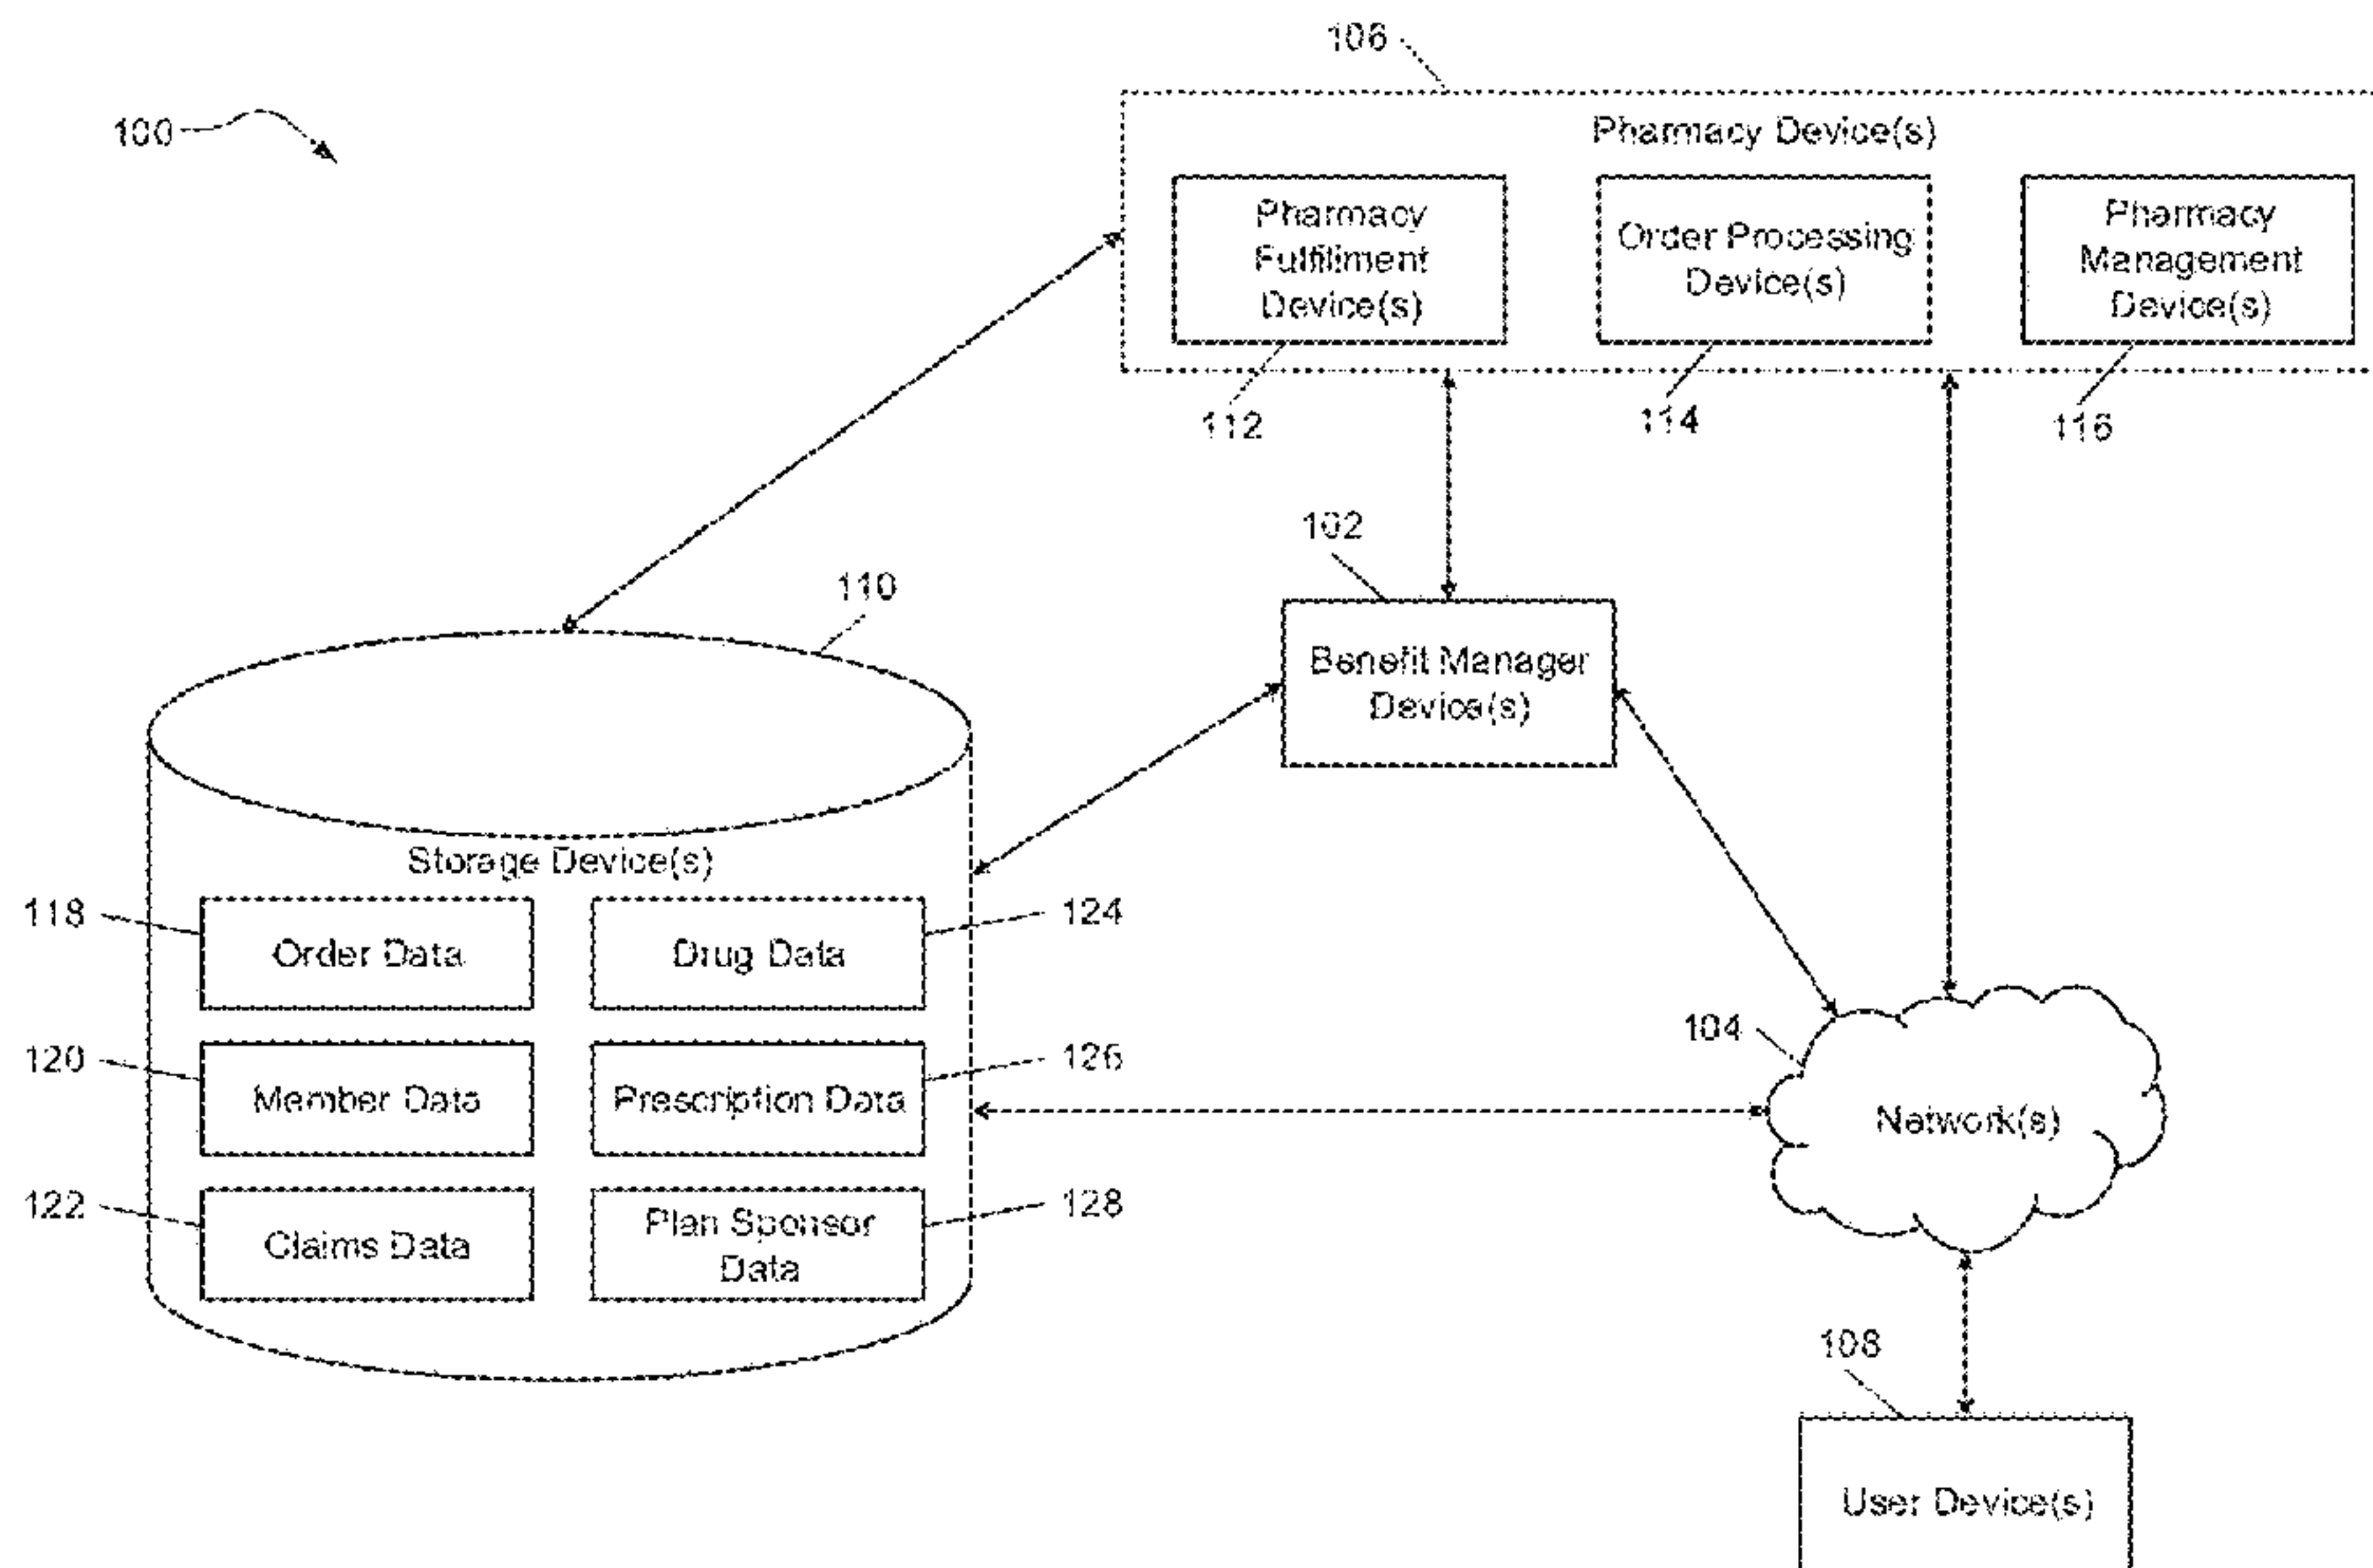 106
100
Pharmacy Device(s)
Pharmacy
Fulfillment
Device(s)
Order Processing
Device(s)
Pharmacy
Management
Device(s)
112
114
116
102
110
Benefit Manager
Device(s)
Storage Device(s)
118
Order Data
Drug Data
124
120
Member Data
Prescription Data
126
104
Network(s)
122
Claims Data
Plan Sponsor
Data
128
108
User Device(s)